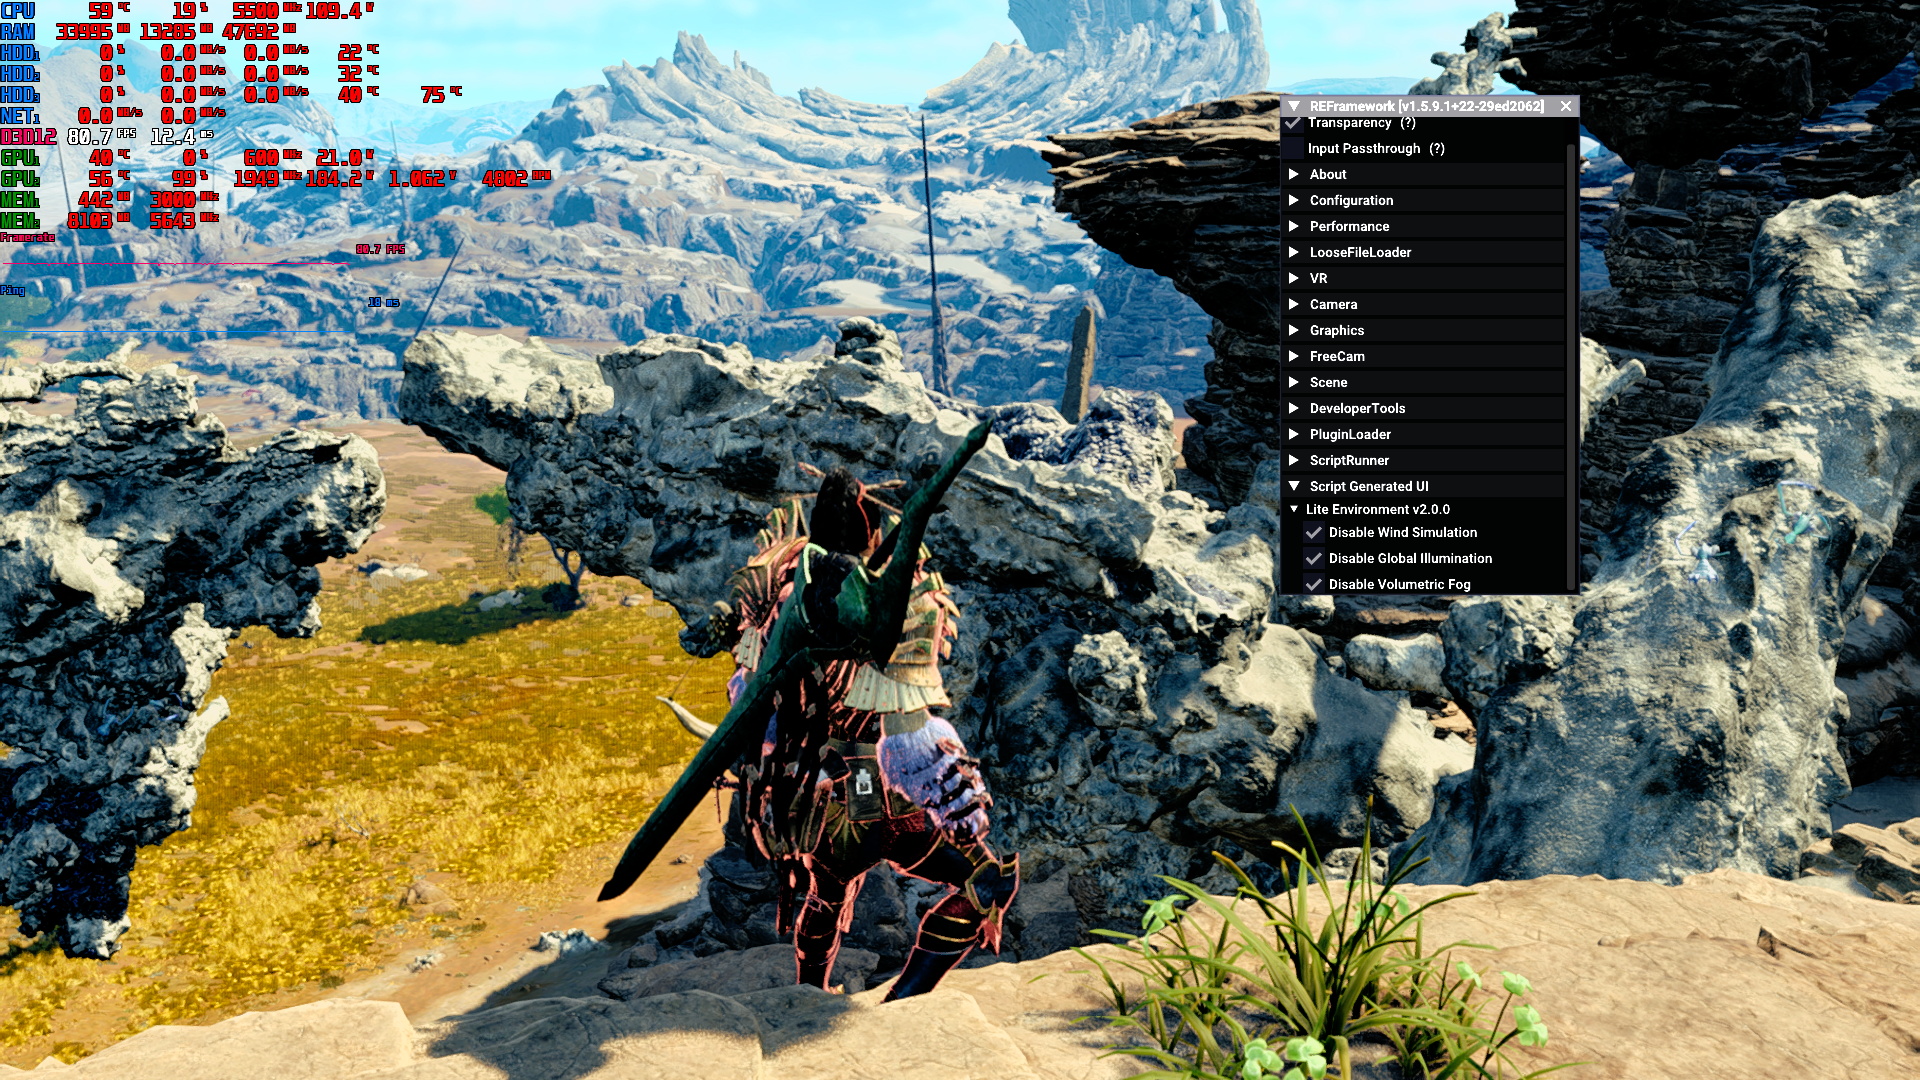 CPU 59 °C 19 % 5500 MHz 109.4 W
RAM 33995 MB 13285 MB 47692 MB
HDD1 0 % 0.0 MB/s 0.0 MB/s 22 °C
HDD2 0 % 0.0 MB/s 0.0 MB/s 32 °C
HDD3 0 % 0.0 MB/s 0.0 MB/s 40 °C 75 °C
NET1 0.0 MB/s 0.0 MB/s
D3D12 80.7 FPS 12.4 ms
GPU1 40 °C 0 % 600 MHz 21.0 W
GPU2 56 °C 99 % 1949 MHz 184.2 W 1.062 V 4802 RPM
MEM1 442 MB 3000 MHz
MEM2 8103 MB 5643 MHz
Framerate
80.7 FPS
Ping
10 ms
REFramework [v1.5.9.1+22-29ed2062]
Transparency (?)
Input Passthrough (?)
About
Configuration
Performance
LooseFileLoader
VR
Camera
Graphics
FreeCam
Scene
DeveloperTools
PluginLoader
ScriptRunner
Script Generated UI
Lite Environment v2.0.0
Disable Wind Simulation
Disable Global Illumination
Disable Volumetric Fog